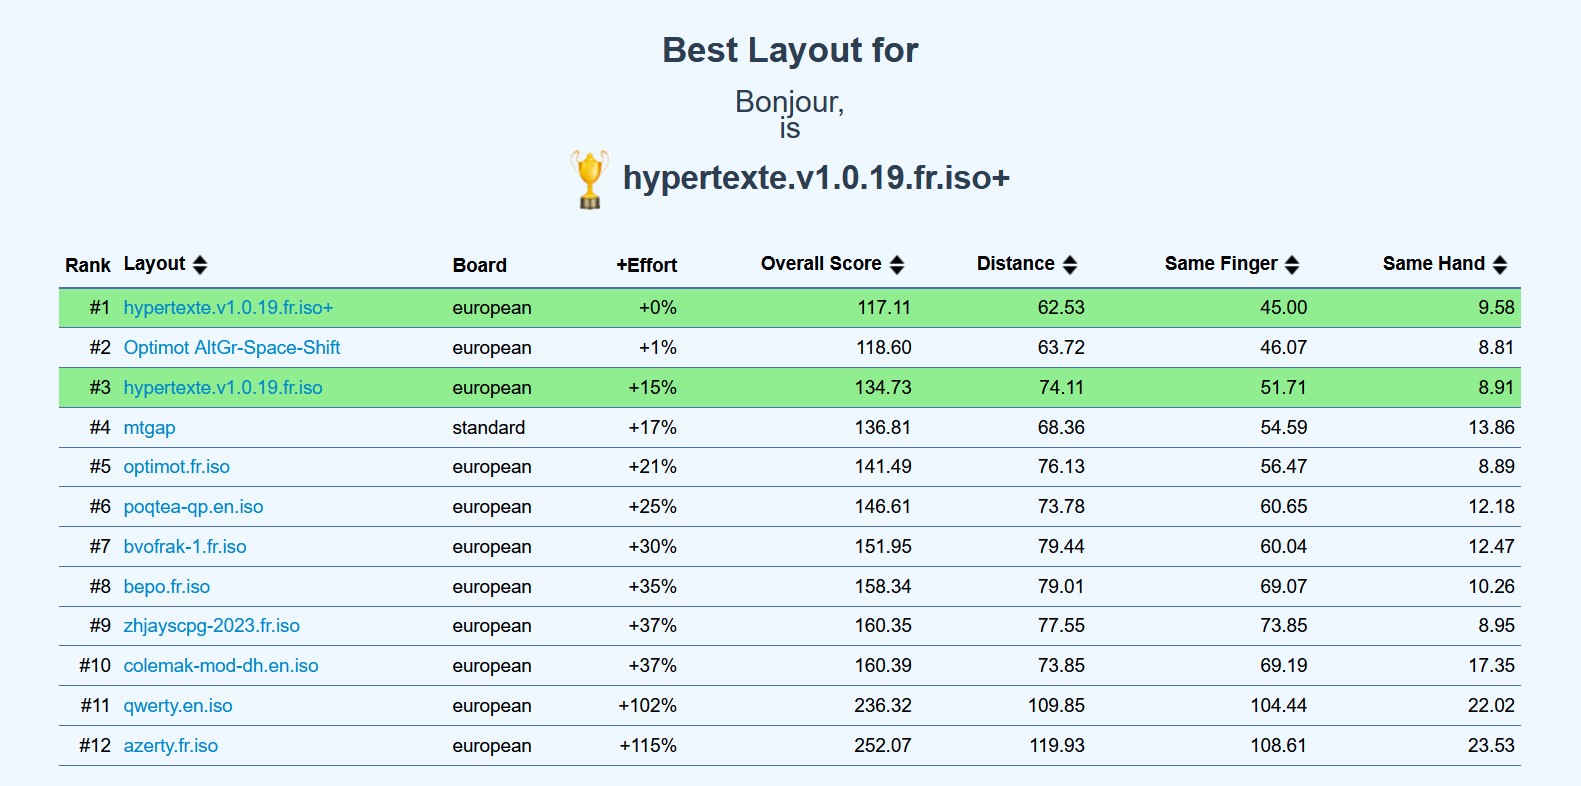 Best Layout for
Bonjour,
is
hypertexte.v1.0.19.fr.iso+
Rank Layout Board +Effort Overall Score Distance Same Finger Same Hand
#1 hypertexte.v1.0.19.fr.iso+ european +0% 117.11 62.53 45.00 9.58
#2 Optimot AltGr-Space-Shift european +1% 118.60 63.72 46.07 8.81
#3 hypertexte.v1.0.19.fr.iso european +15% 134.73 74.11 51.71 8.91
#4 mtgap standard +17% 136.81 68.36 54.59 13.86
#5 optimot.fr.iso european +21% 141.49 76.13 56.47 8.89
#6 poqtea-qp.en.iso european +25% 146.61 73.78 60.65 12.18
#7 bvofrak-1.fr.iso european +30% 151.95 79.44 60.04 12.47
#8 bepo.fr.iso european +35% 158.34 79.01 69.07 10.26
#9 zhjayscpg-2023.fr.iso european +37% 160.35 77.55 73.85 8.95
#10 colemak-mod-dh.en.iso european +37% 160.39 73.85 69.19 17.35
#11 qwerty.en.iso european +102% 236.32 109.85 104.44 22.02
#12 azerty.fr.iso european +115% 252.07 119.93 108.61 23.53